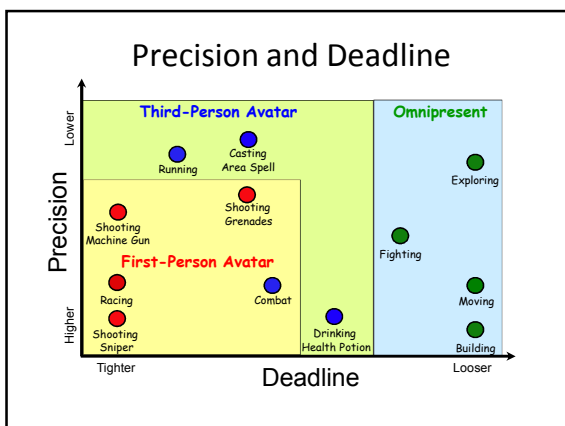 Precision and Deadline
Lower
Precision
Higher
Third-Person Avatar
Omnipresent
Running
Casting
Area Spell
Exploring
Shooting
Grenades
Shooting
Machine Gun
Fighting
First-Person Avatar
Racing
Combat
Moving
Shooting
Sniper
Drinking
Health Potion
Building
Tighter
Deadline
Looser